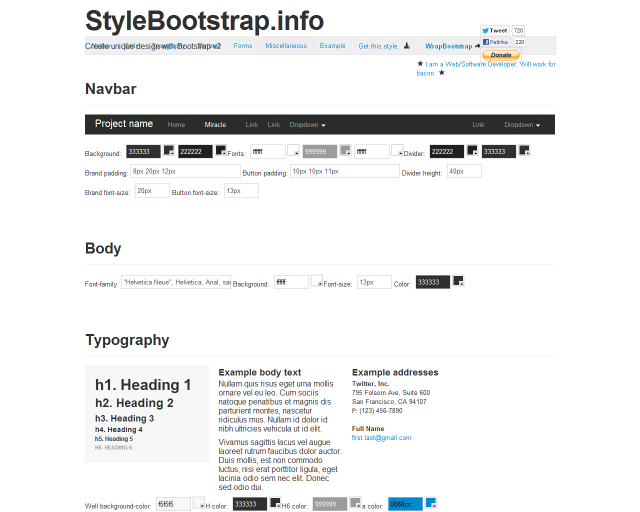 StyleBootstrap.info
Tweet 720
Create unique design with Bootstrap v2
Forms Miscellaneous Example Get this style WrapBootstrap
Patrika 220
Donate
★ I am a Web/Software Developer. Will work for
bacon. ★
Navbar
Project name Home Miracle Link Link Dropdown Link Dropdown
Background: 333333 222222 Fonts: ffffff 999999 ffffff Divider: 222222 333333
Brand padding: 8px 20px 12px Button padding: 10px 10px 11px Divider height: 40px
Brand font-size: 20px Button font-size: 13px
Body
Font-family: "Helvetica Neue", Helvetica, Arial, san Background: ffffff Font-size: 13px Color: 333333
Typography
h1. Heading 1
h2. Heading 2
h3. Heading 3
h4. Heading 4
h5. Heading 5
H6. HEADING 6
Example body text
Nullam quis risus eget urna mollis
ornare vel eu leo. Cum sociis
natoque penatibus et magnis dis
parturient montes, nascetur
ridiculus mus. Nullam id dolor id
nibh ultricies vehicula ut id elit.
Vivamus sagittis lacus vel augue
laoreet rutrum faucibus dolor auctor.
Duis mollis, est non commodo
luctus, nisi erat porttitor ligula, eget
lacinia odio sem nec elit. Donec
sed odio dui.
Example addresses
Twitter, Inc.
795 Folsom Ave, Suite 600
San Francisco, CA 94107
P: (123) 456-7890
Full Name
first.last@gmail.com
Well background-color: f5f5f5 H color: 333333 H6 color: 999999 a color: 0088cc